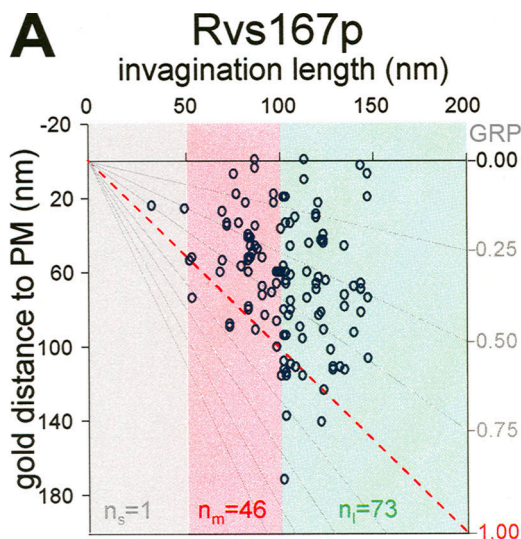 A
Rvs167p
invagination length (nm)
0 50 100 150 200
-20 GRP
0.00
20
0.25
60
0.50
100
140
0.75
180
1.00
gold distance to PM (nm)
nₛ=1 nₘ=46 nₗ=73